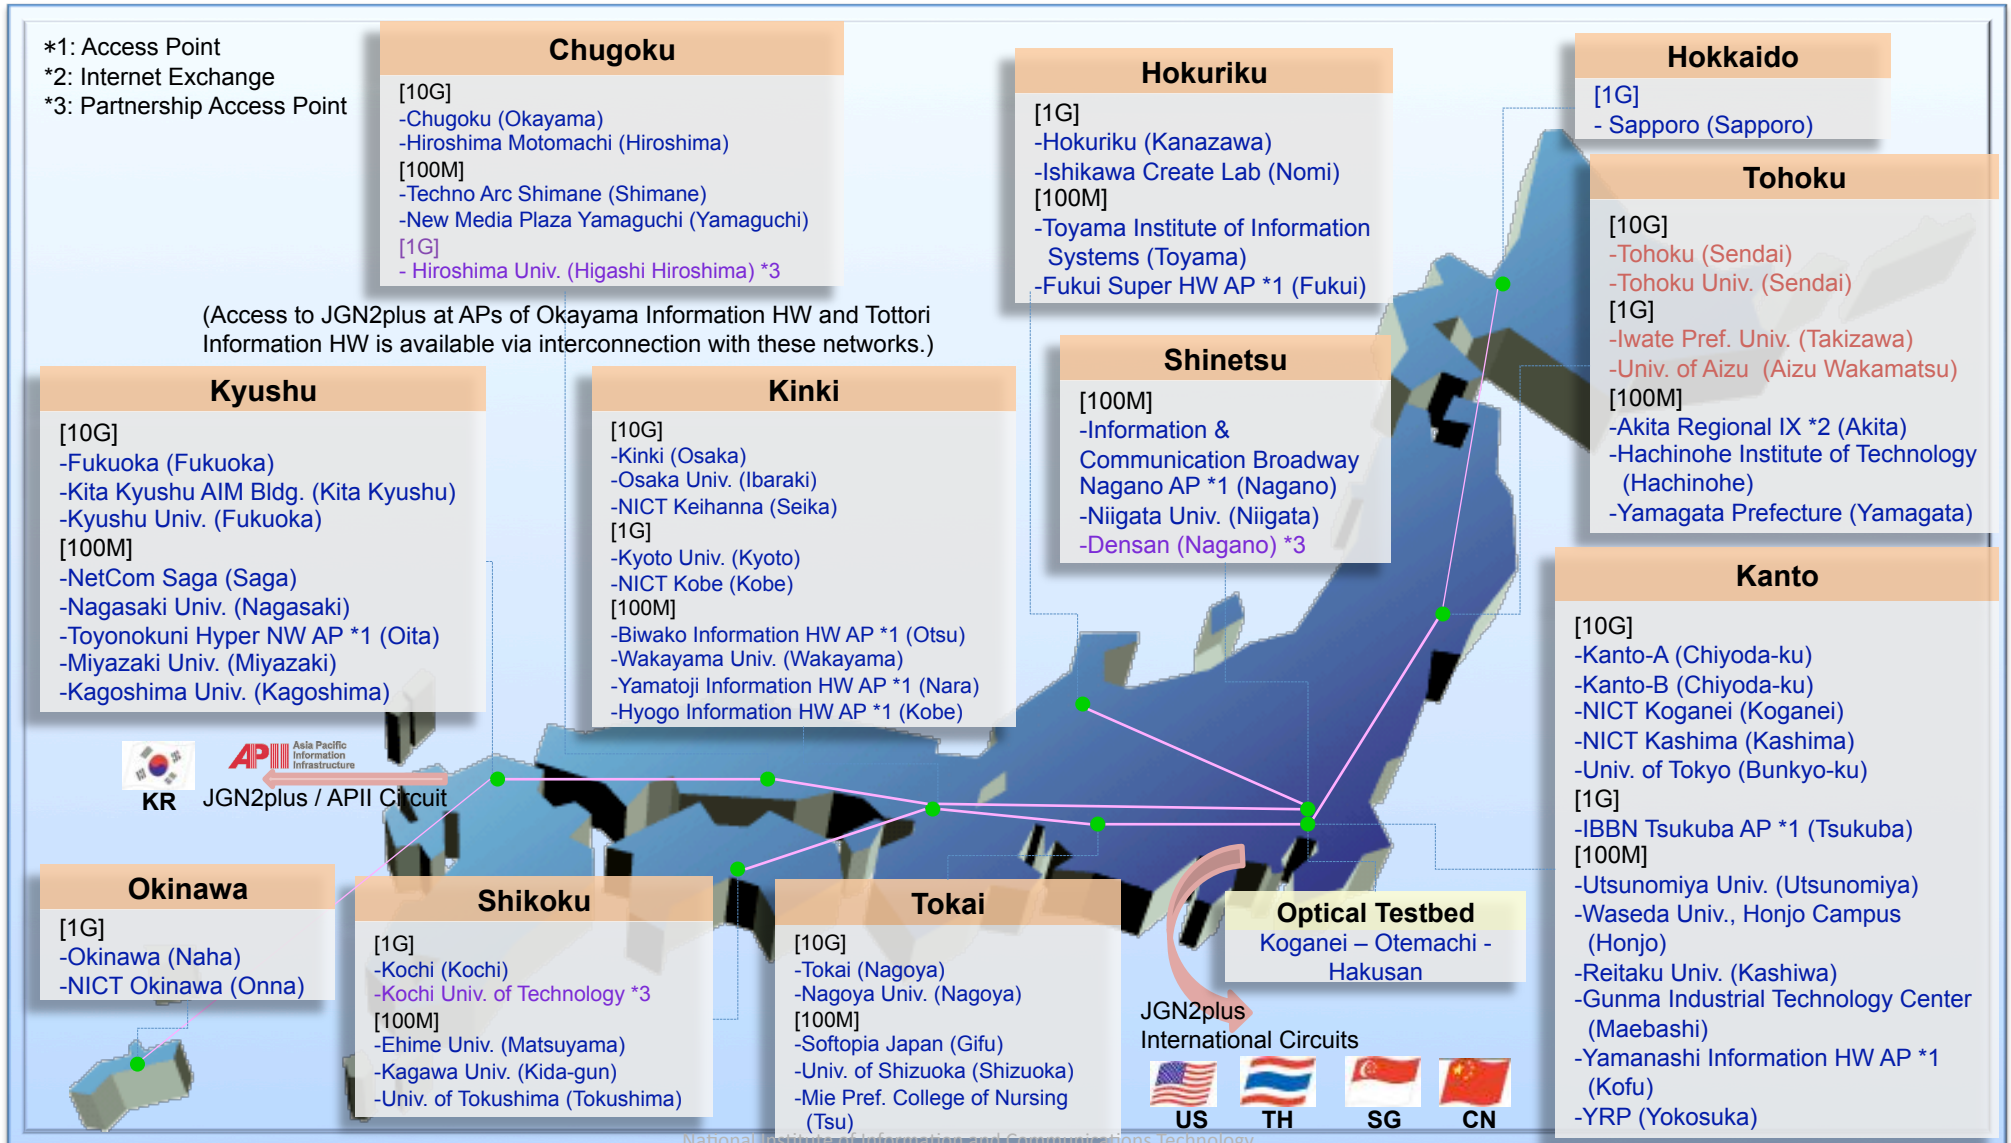 *1: Access Point
*2: Internet Exchange
*3: Partnership Access Point
Chugoku
[10G]
-Chugoku (Okayama)
-Hiroshima Motomachi (Hiroshima)
[100M]
-Techno Arc Shimane (Shimane)
-New Media Plaza Yamaguchi (Yamaguchi)
[1G]
- Hiroshima Univ. (Higashi Hiroshima) *3
(Access to JGN2plus at APs of Okayama Information HW and Tottori
Information HW is available via interconnection with these networks.)
Hokuriku
[1G]
-Hokuriku (Kanazawa)
-Ishikawa Create Lab (Nomi)
[100M]
-Toyama Institute of Information
Systems (Toyama)
-Fukui Super HW AP *1 (Fukui)
Hokkaido
[1G]
- Sapporo (Sapporo)
Tohoku
[10G]
-Tohoku (Sendai)
-Tohoku Univ. (Sendai)
[1G]
-Iwate Pref. Univ. (Takizawa)
-Univ. of Aizu (Aizu Wakamatsu)
[100M]
-Akita Regional IX *2 (Akita)
-Hachinohe Institute of Technology
(Hachinohe)
-Yamagata Prefecture (Yamagata)
Kyushu
[10G]
-Fukuoka (Fukuoka)
-Kita Kyushu AIM Bldg. (Kita Kyushu)
-Kyushu Univ. (Fukuoka)
[100M]
-NetCom Saga (Saga)
-Nagasaki Univ. (Nagasaki)
-Toyonokuni Hyper NW AP *1 (Oita)
-Miyazaki Univ. (Miyazaki)
-Kagoshima Univ. (Kagoshima)
Kinki
[10G]
-Kinki (Osaka)
-Osaka Univ. (Ibaraki)
-NICT Keihanna (Seika)
[1G]
-Kyoto Univ. (Kyoto)
-NICT Kobe (Kobe)
[100M]
-Biwako Information HW AP *1 (Otsu)
-Wakayama Univ. (Wakayama)
-Yamatoji Information HW AP *1 (Nara)
-Hyogo Information HW AP *1 (Kobe)
Shinetsu
[100M]
-Information &
Communication Broadway
Nagano AP *1 (Nagano)
-Niigata Univ. (Niigata)
-Densan (Nagano) *3
Kanto
[10G]
-Kanto-A (Chiyoda-ku)
-Kanto-B (Chiyoda-ku)
-NICT Koganei (Koganei)
-NICT Kashima (Kashima)
-Univ. of Tokyo (Bunkyo-ku)
[1G]
-IBBN Tsukuba AP *1 (Tsukuba)
[100M]
-Utsunomiya Univ. (Utsunomiya)
-Waseda Univ., Honjo Campus
(Honjo)
-Reitaku Univ. (Kashiwa)
-Gunma Industrial Technology Center
(Maebashi)
-Yamanashi Information HW AP *1
(Kofu)
-YRP (Yokosuka)
KR
APII Asia Pacific
Information
Infrastructure
JGN2plus / APII Circuit
Okinawa
[1G]
-Okinawa (Naha)
-NICT Okinawa (Onna)
Shikoku
[1G]
-Kochi (Kochi)
-Kochi Univ. of Technology *3
[100M]
-Ehime Univ. (Matsuyama)
-Kagawa Univ. (Kida-gun)
-Univ. of Tokushima (Tokushima)
Tokai
[10G]
-Tokai (Nagoya)
-Nagoya Univ. (Nagoya)
[100M]
-Softopia Japan (Gifu)
-Univ. of Shizuoka (Shizuoka)
-Mie Pref. College of Nursing
(Tsu)
Optical Testbed
Koganei – Otemachi -
Hakusan
JGN2plus
International Circuits
US TH SG CN
National Institute of Information and Communications Technology